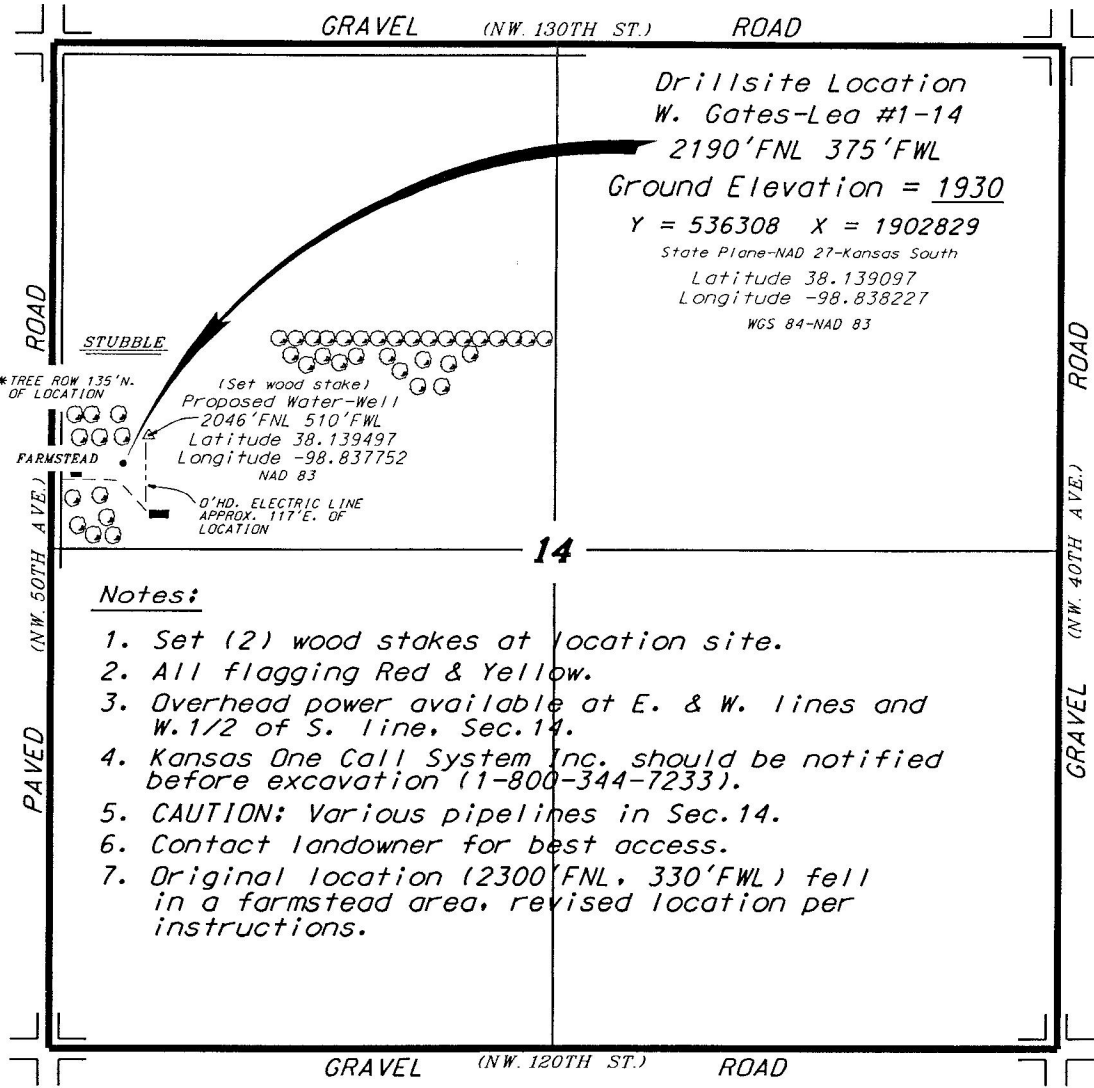 GRAVEL (NW. 130TH ST.) ROAD
Drillsite Location
W. Gates-Lea #1-14
2190'FNL 375'FWL
Ground Elevation = 1930
Y = 536308 X = 1902829
State Plane-NAD 27-Kansas South
Latitude 38.139097
Longitude -98.838227
WGS 84-NAD 83
PAVED (NW. 50TH AVE.) ROAD
GRAVEL (NW. 40TH AVE.) ROAD
STUBBLE
*TREE ROW 135'N.
OF LOCATION
(Set wood stake)
Proposed Water-Well
2046'FNL 510'FWL
Latitude 38.139497
Longitude -98.837752
NAD 83
FARMSTEAD
O'HD. ELECTRIC LINE
APPROX. 117'E. OF
LOCATION
14
Notes:
1. Set (2) wood stakes at location site.
2. All flagging Red & Yellow.
3. Overhead power available at E. & W. lines and
W.1/2 of S. line, Sec.14.
4. Kansas One Call System Inc. should be notified
before excavation (1-800-344-7233).
5. CAUTION: Various pipelines in Sec.14.
6. Contact landowner for best access.
7. Original location (2300'FNL, 330'FWL) fell
in a farmstead area, revised location per
instructions.
GRAVEL (NW. 120TH ST.) ROAD